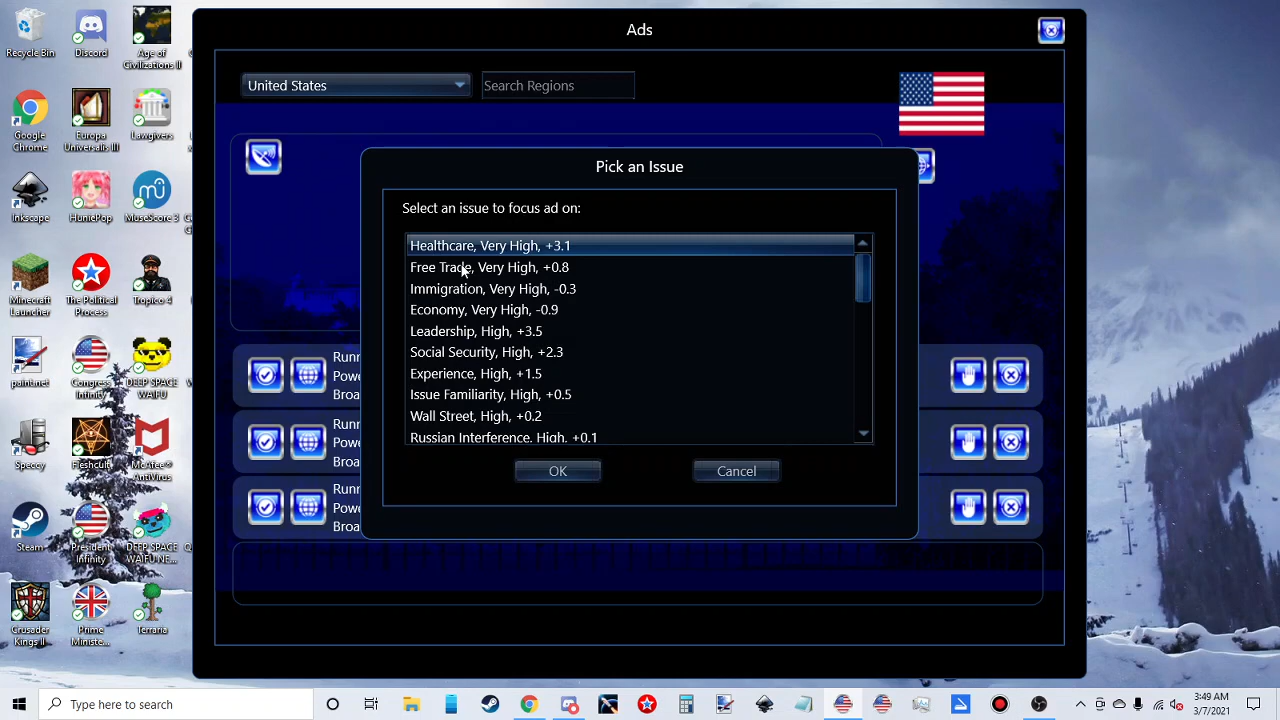 Ads
United States
Search Regions
Pick an Issue
Select an issue to focus ad on:
Healthcare, Very High, +3.1
Free Trade, Very High, +0.8
Immigration, Very High, -0.3
Economy, Very High, -0.9
Leadership, High, +3.5
Social Security, High, +2.3
Experience, High, +1.5
Issue Familiarity, High, +0.5
Wall Street, High, +0.2
Russian Interference, High, +0.1
OK
Cancel
Runn
Powe
Broa
Runn
Powe
Broa
Runn
Powe
Broa
Recycle Bin
Discord
Age of
Civilizations II
Google
Chrome
Europa
Universalis III
Lawgivers
Inkscape
HuniePop
MuseScore 3
Minecraft
Launcher
The Political
Process
Tropico 4
paint.net
Congress
Infinity
DEEP SPACE
WAIFU
Speccy
Fleshcult
McAfee®
AntiVirus
Steam
President
Infinity
DEEP SPACE
WAIFU NE...
Crusader
Kings II
Prime
Ministe...
Terraria
Type here to search
3:49 AM
3/7/2021